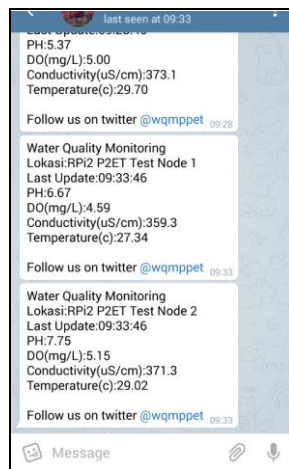 last seen at 09:33
PH:5.37
DO(mg/L):5.00
Conductivity(uS/cm):373.1
Temperature(c):29.70
Follow us on twitter @wqmppet 09:28
Water Quality Monitoring
Lokasi:RPi2 P2ET Test Node 1
Last Update:09:33:46
PH:6.67
DO(mg/L):4.59
Conductivity(uS/cm):359.3
Temperature(c):27.34
Follow us on twitter @wqmppet 09:33
Water Quality Monitoring
Lokasi:RPi2 P2ET Test Node 2
Last Update:09:33:46
PH:7.75
DO(mg/L):5.15
Conductivity(uS/cm):371.3
Temperature(c):29.02
Follow us on twitter @wqmppet 09:33
Message